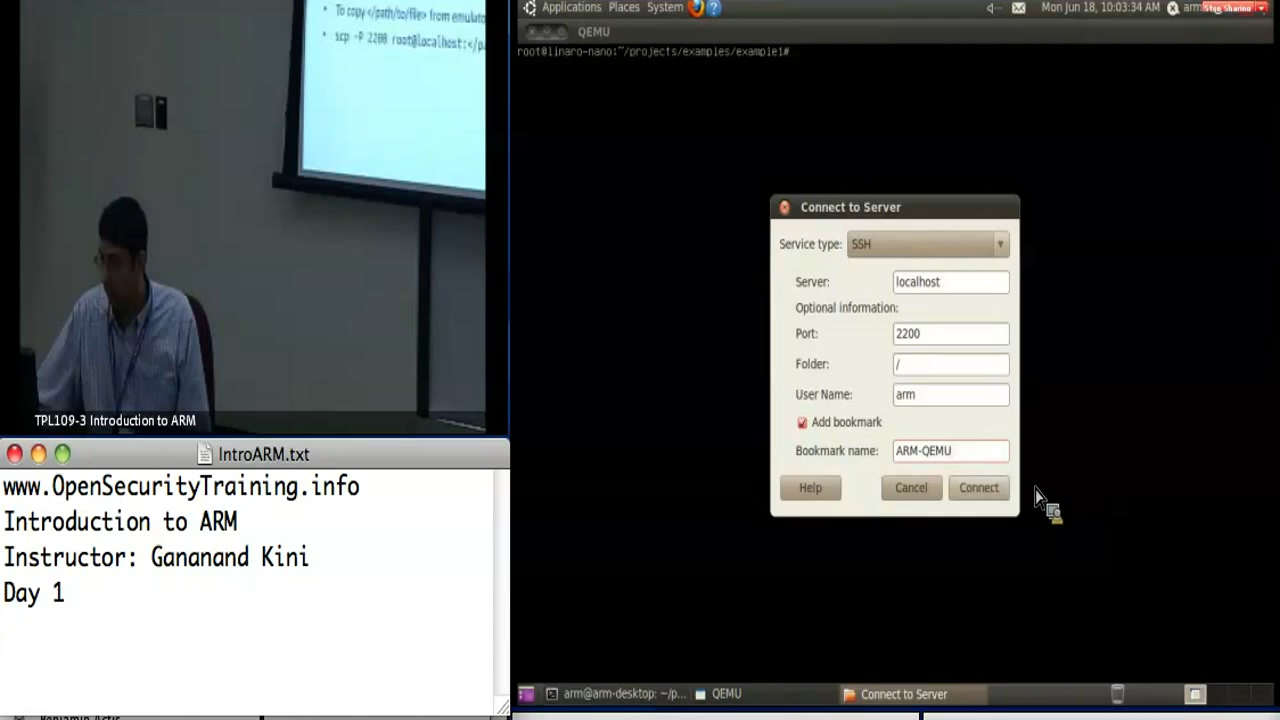 To copy </path/to/file> from emulato
scp -P 2200 root@localhost:</p
TPL109-3 Introduction to ARM
IntroARM.txt
www.OpenSecurityTraining.info
Introduction to ARM
Instructor: Gananand Kini
Day 1
Applications Places System
Mon Jun 18, 10:03:34 AM
arm
Stop Sharing
QEMU
root@linaro-nano:~/projects/examples/example1#
Connect to Server
Service type: SSH
Server: localhost
Optional information:
Port: 2200
Folder: /
User Name: arm
Add bookmark
Bookmark name: ARM-QEMU
Help Cancel Connect
arm@arm-desktop: ~/p... QEMU Connect to Server